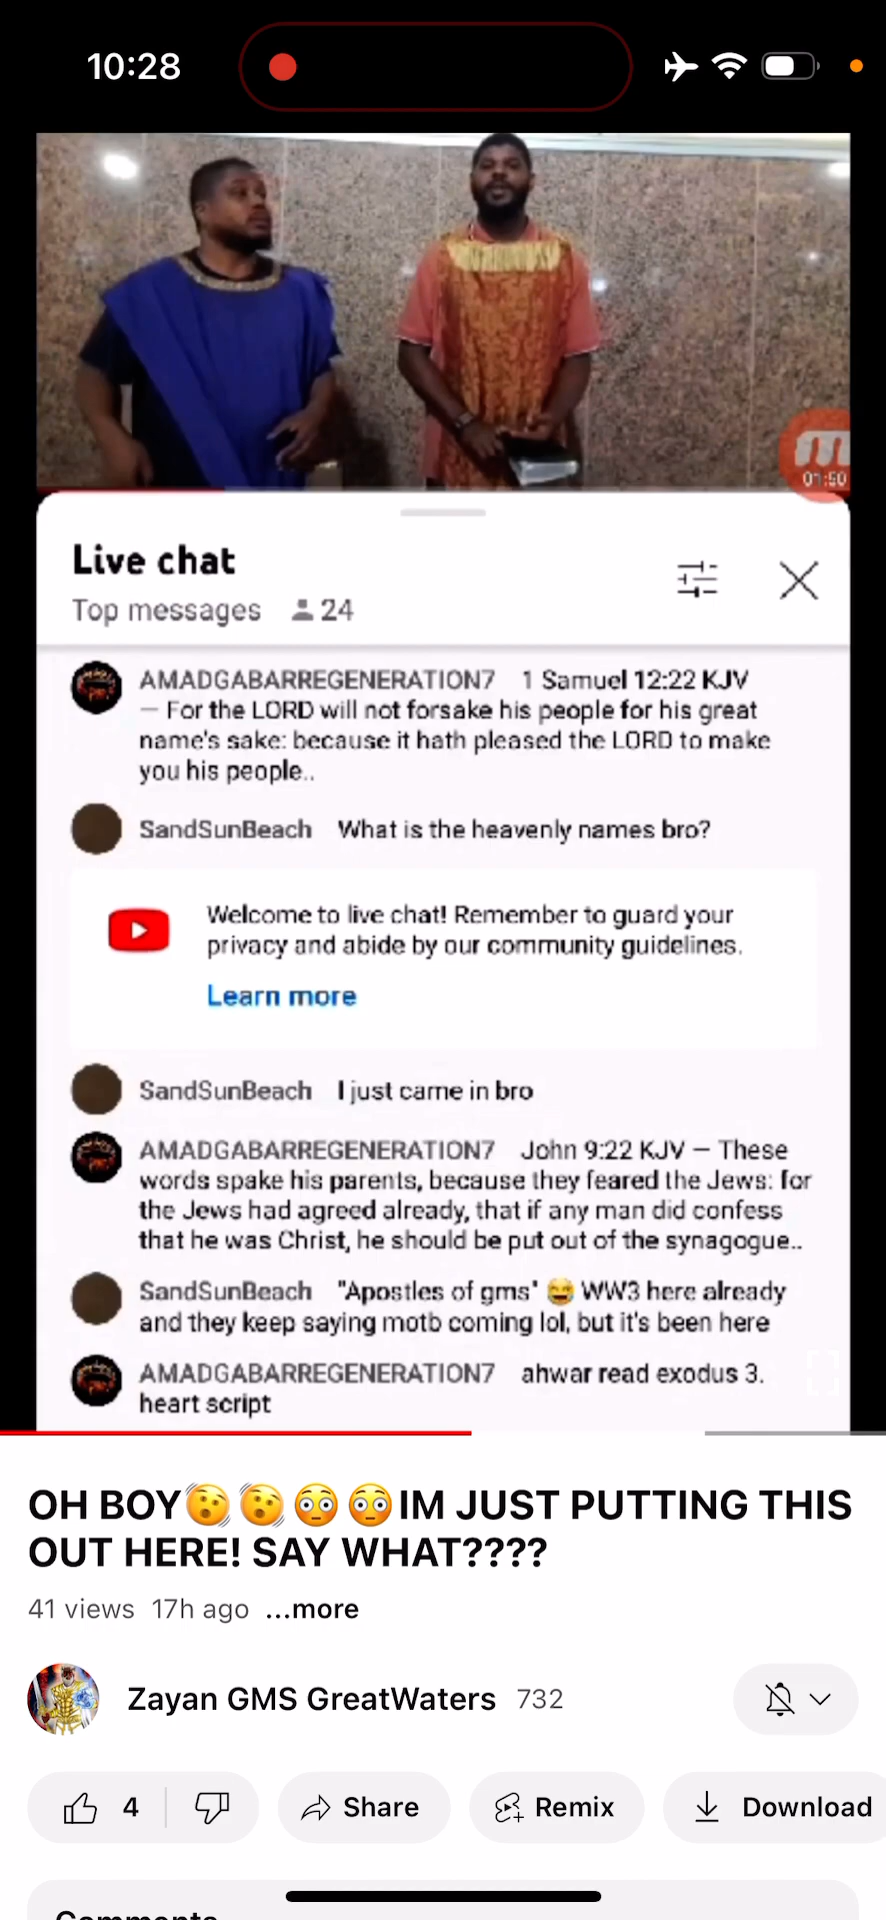 10:28
01:50
Live chat
Top messages 24
AMADGABARREGENERATION7 1 Samuel 12:22 KJV
— For the LORD will not forsake his people for his great
name's sake: because it hath pleased the LORD to make
you his people..
SandSunBeach What is the heavenly names bro?
Welcome to live chat! Remember to guard your
privacy and abide by our community guidelines.
Learn more
SandSunBeach I just came in bro
AMADGABARREGENERATION7 John 9:22 KJV — These
words spake his parents, because they feared the Jews: for
the Jews had agreed already, that if any man did confess
that he was Christ, he should be put out of the synagogue..
SandSunBeach "Apostles of gms" 😅 WW3 here already
and they keep saying motb coming lol, but it's been here
AMADGABARREGENERATION7 ahwar read exodus 3.
heart script
OH BOY🫨🫨😳😳IM JUST PUTTING THIS
OUT HERE! SAY WHAT????
41 views 17h ago ...more
Zayan GMS GreatWaters 732
4 Share Remix Download
Comments